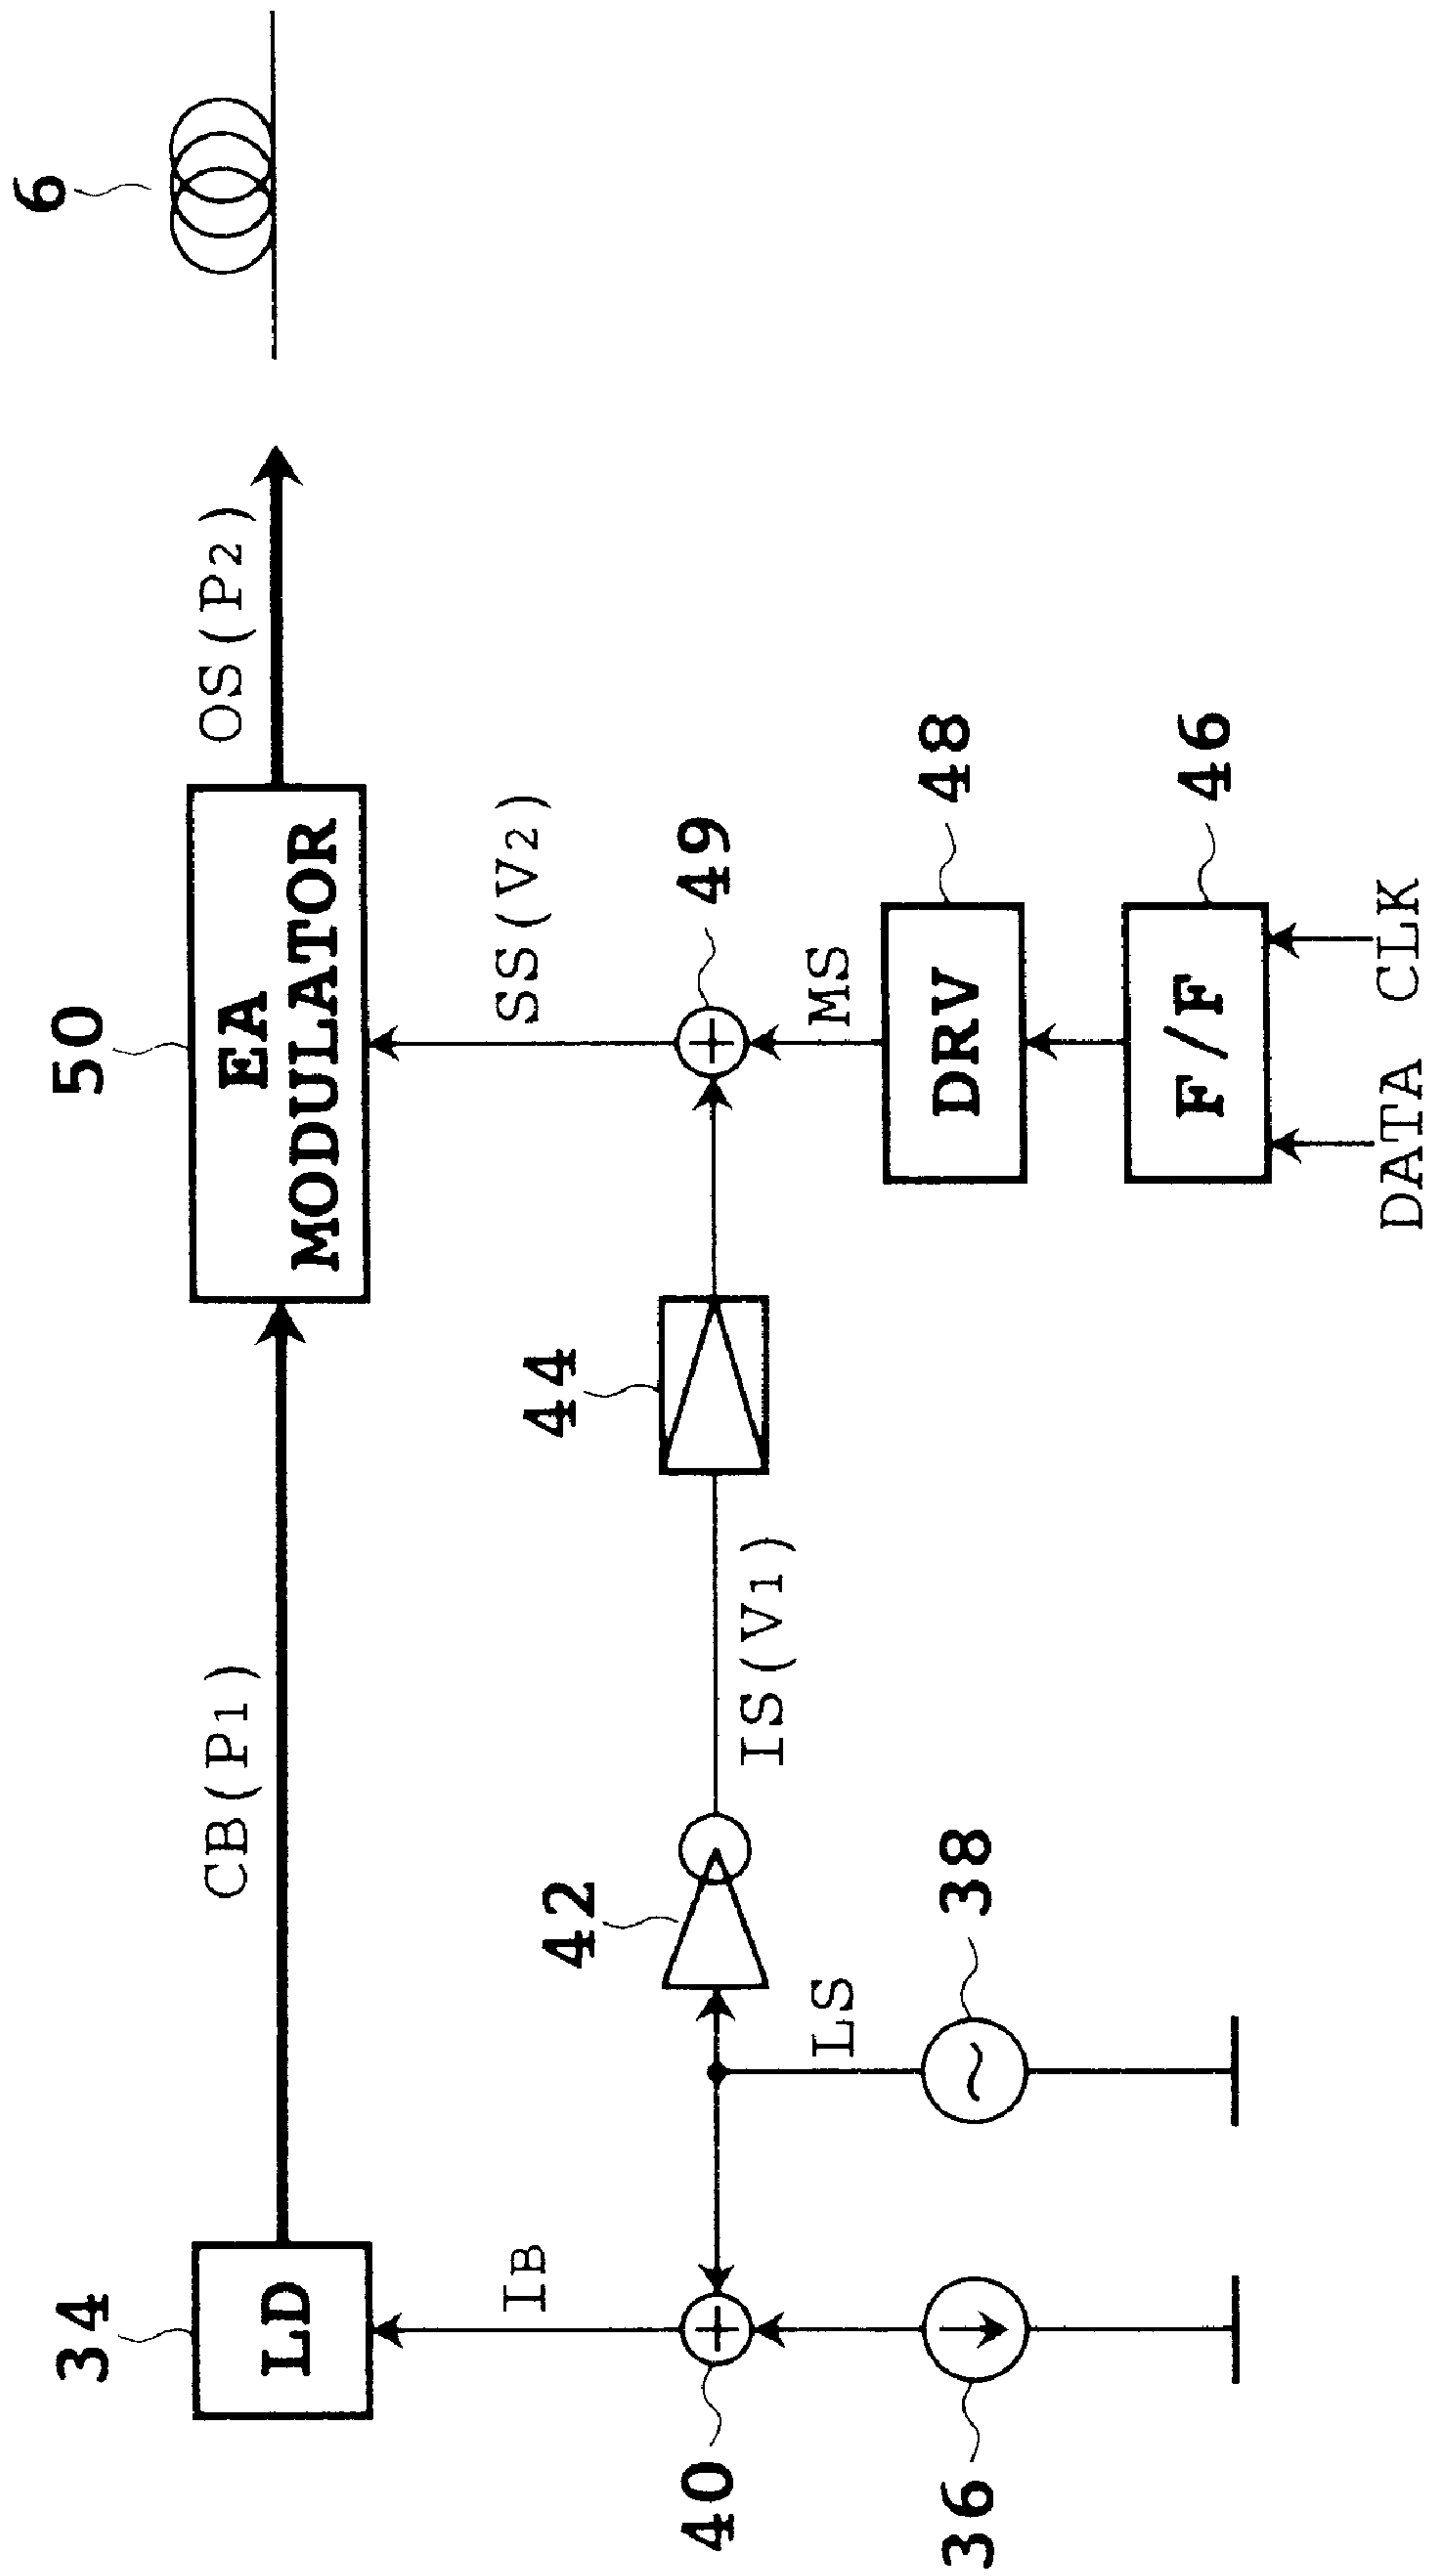 6
50
34
CB(P1)
OS(P2)
EA
MODULATOR
LD
IB
SS(V2)
42
44
49
IS(V1)
LS
MS
40
36
38
DRV
48
F/F
46
DATA CLK